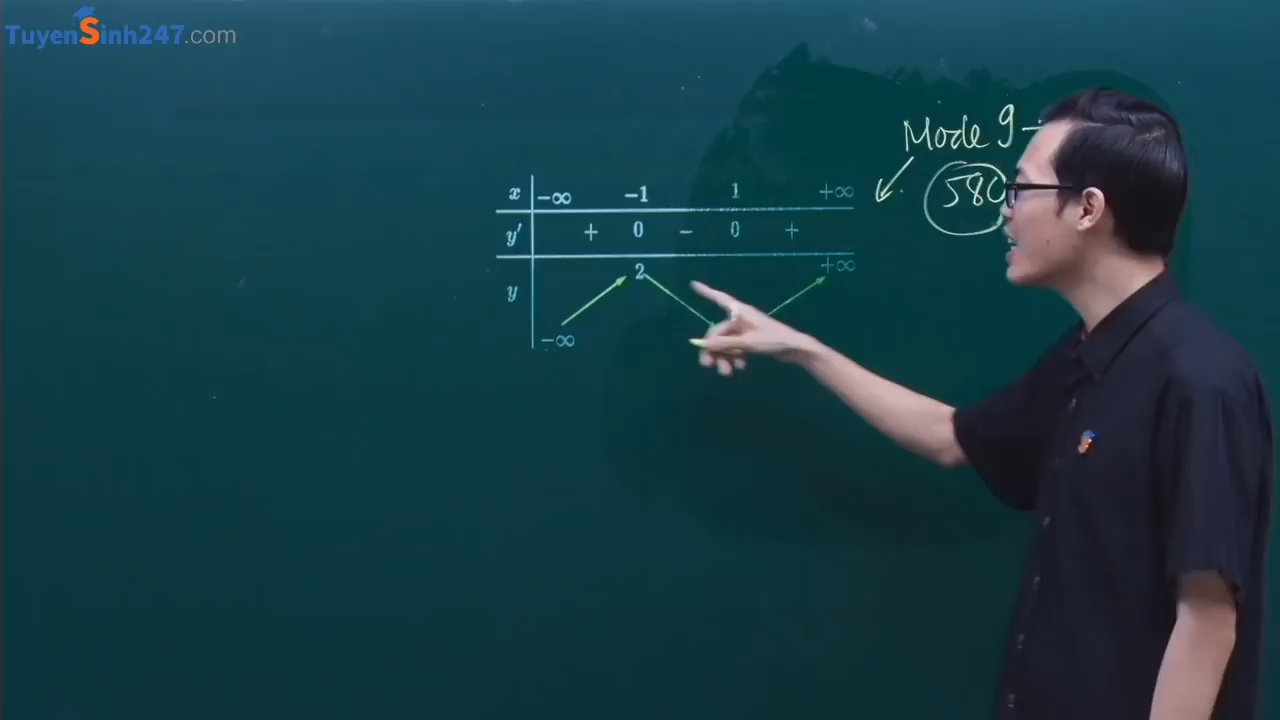 TuyenSinh247.com
Mode 9
580
x -∞ -1 1 +∞
y' + 0 - 0 +
2 +∞
y
-∞